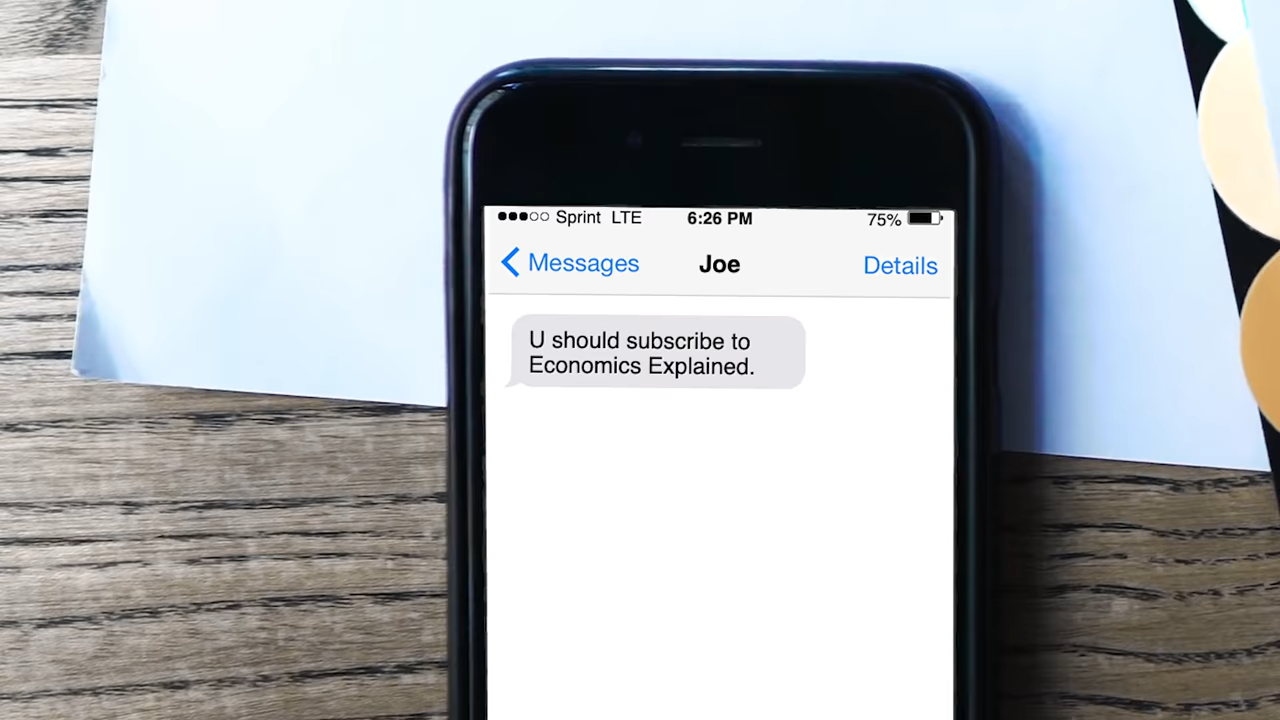 Sprint LTE 6:26 PM 75%
Messages Joe Details
U should subscribe to
Economics Explained.